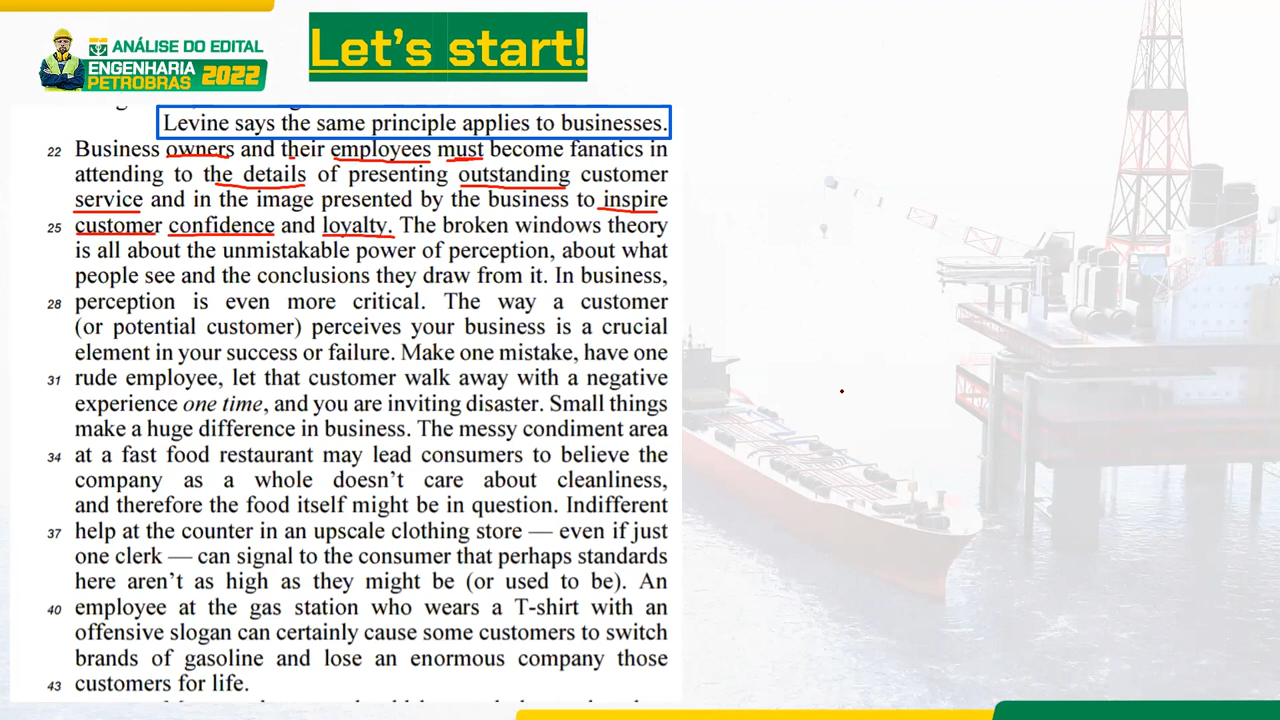 ANÁLISE DO EDITAL
ENGENHARIA
PETROBRAS 2022
Let's start!
Levine says the same principle applies to businesses.
22 Business owners and their employees must become fanatics in
attending to the details of presenting outstanding customer
service and in the image presented by the business to inspire
25 customer confidence and loyalty. The broken windows theory
is all about the unmistakable power of perception, about what
people see and the conclusions they draw from it. In business,
28 perception is even more critical. The way a customer
(or potential customer) perceives your business is a crucial
element in your success or failure. Make one mistake, have one
31 rude employee, let that customer walk away with a negative
experience one time, and you are inviting disaster. Small things
make a huge difference in business. The messy condiment area
34 at a fast food restaurant may lead consumers to believe the
company as a whole doesn't care about cleanliness,
and therefore the food itself might be in question. Indifferent
37 help at the counter in an upscale clothing store — even if just
one clerk — can signal to the consumer that perhaps standards
here aren't as high as they might be (or used to be). An
40 employee at the gas station who wears a T-shirt with an
offensive slogan can certainly cause some customers to switch
brands of gasoline and lose an enormous company those
43 customers for life.